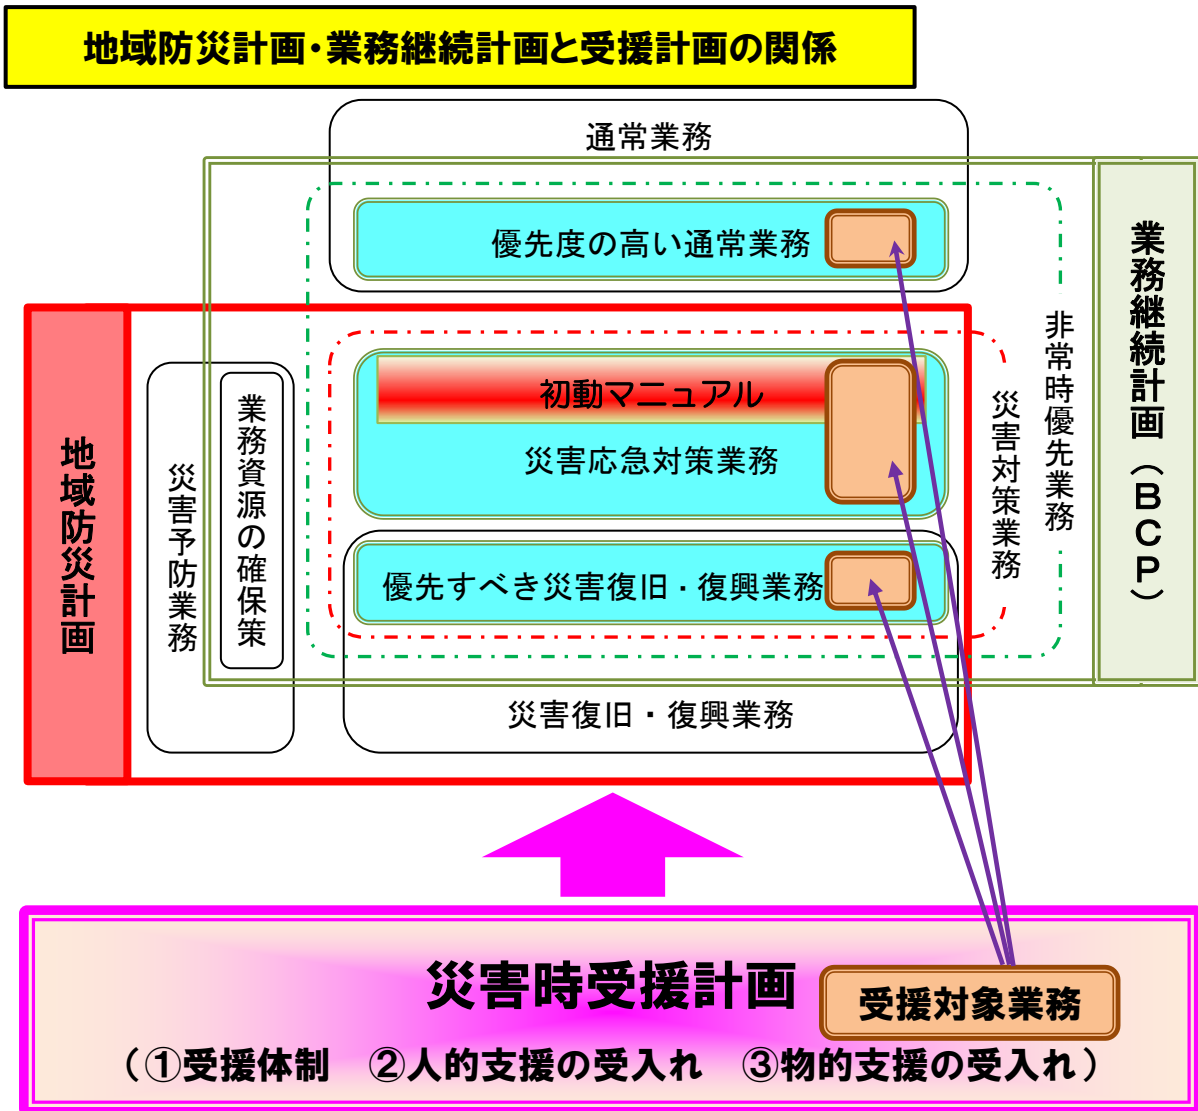 地域防災計画・業務継続計画と受援計画の関係
通常業務
優先度の高い通常業務
業務継続計画（ＢＣＰ）
非常時優先業務
災害対策業務
初動マニュアル
災害応急対策業務
地域防災計画
災害予防業務
業務資源の確保策
優先すべき災害復旧・復興業務
災害復旧・復興業務
災害時受援計画
受援対象業務
（①受援体制　②人的支援の受入れ　③物的支援の受入れ）